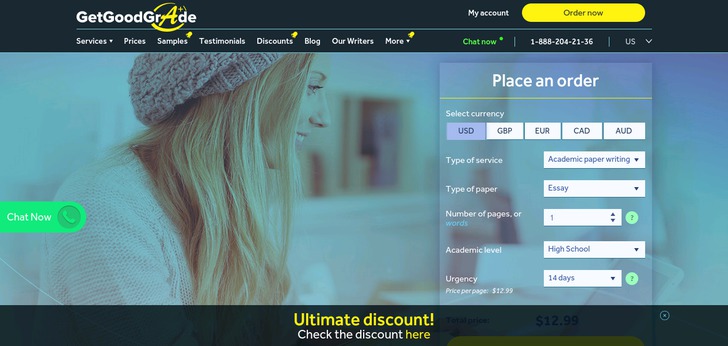 GetGoodGrAde
My account
Order now
Services
Prices
Samples
Testimonials
Discounts
Blog
Our Writers
More
Chat now
1-888-204-21-36
US
Place an order
Select currency
USD GBP EUR CAD AUD
Type of service
Academic paper writing
Type of paper
Essay
Number of pages, or
words
1
?
Chat Now
Academic level
High School
Urgency
14 days
?
Price per page: $12.99
Total price: $12.99
Ultimate discount!
Check the discount here